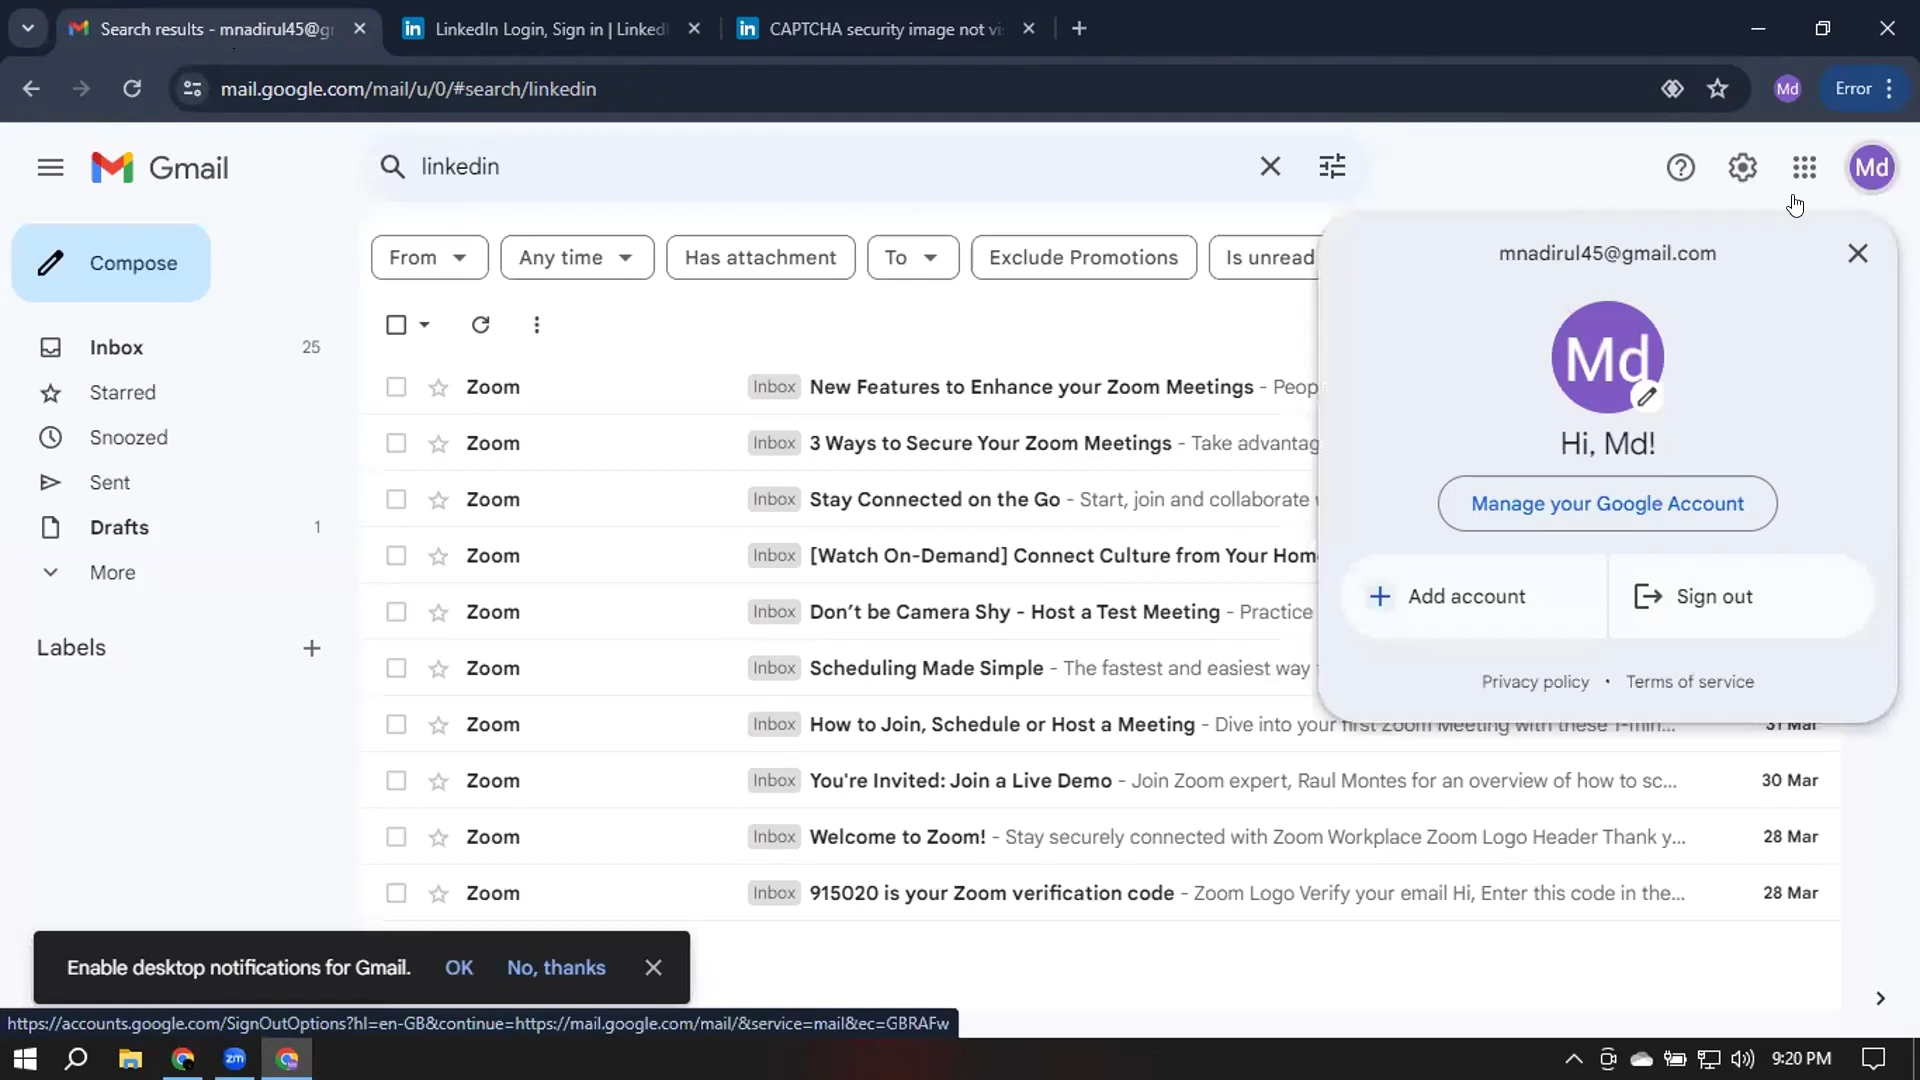 Search results - mnadirul45@g
LinkedIn Login, Sign in | Linked
CAPTCHA security image not vi
mail.google.com/mail/u/0/#search/linkedin
Md
Error
Gmail
linkedin
Md
Compose
From
Any time
Has attachment
To
Exclude Promotions
Is unread
mnadirul45@gmail.com
Md
Hi, Md!
Manage your Google Account
Add account
Sign out
Privacy policy • Terms of service
Inbox 25
Starred
Snoozed
Sent
Drafts 1
More
Labels
Zoom Inbox New Features to Enhance your Zoom Meetings - Peop
Zoom Inbox 3 Ways to Secure Your Zoom Meetings - Take advantag
Zoom Inbox Stay Connected on the Go - Start, join and collaborate
Zoom Inbox [Watch On-Demand] Connect Culture from Your Hom
Zoom Inbox Don’t be Camera Shy - Host a Test Meeting - Practice
Zoom Inbox Scheduling Made Simple - The fastest and easiest way
Zoom Inbox How to Join, Schedule or Host a Meeting - Dive into your first Zoom Meeting with these 1-min... 31 Mar
Zoom Inbox You're Invited: Join a Live Demo - Join Zoom expert, Raul Montes for an overview of how to sc... 30 Mar
Zoom Inbox Welcome to Zoom! - Stay securely connected with Zoom Workplace Zoom Logo Header Thank y... 28 Mar
Zoom Inbox 915020 is your Zoom verification code - Zoom Logo Verify your email Hi, Enter this code in the... 28 Mar
Enable desktop notifications for Gmail. OK No, thanks
https://accounts.google.com/SignOutOptions?hl=en-GB&continue=https://mail.google.com/mail/&service=mail&ec=GBRAFw
zm
9:20 PM